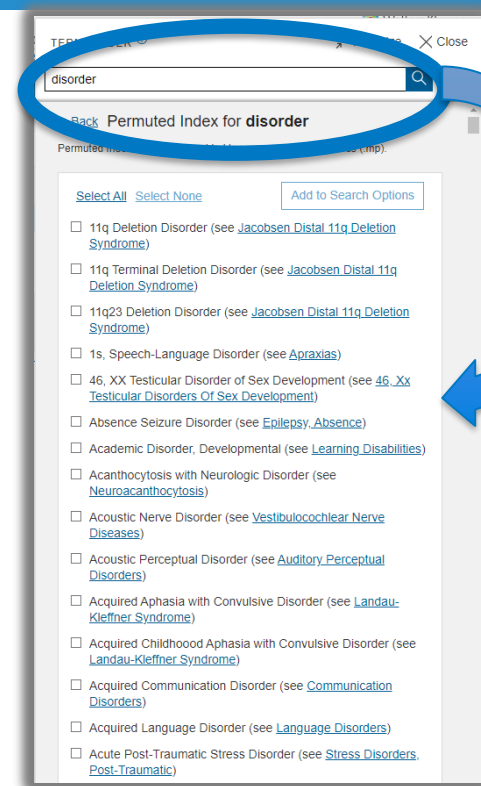 Close
disorder
Back Permuted Index for disorder
Permuted
(.mp).
Select All Select None Add to Search Options
11q Deletion Disorder (see Jacobsen Distal 11q Deletion
Syndrome)
11q Terminal Deletion Disorder (see Jacobsen Distal 11q
Deletion Syndrome)
11q23 Deletion Disorder (see Jacobsen Distal 11q Deletion
Syndrome)
1s, Speech-Language Disorder (see Apraxias)
46, XX Testicular Disorder of Sex Development (see 46, Xx
Testicular Disorders Of Sex Development)
Absence Seizure Disorder (see Epilepsy, Absence)
Academic Disorder, Developmental (see Learning Disabilities)
Acanthocytosis with Neurologic Disorder (see
Neuroacanthocytosis)
Acoustic Nerve Disorder (see Vestibulocochlear Nerve
Diseases)
Acoustic Perceptual Disorder (see Auditory Perceptual
Disorders)
Acquired Aphasia with Convulsive Disorder (see Landau-
Kleffner Syndrome)
Acquired Childhoood Aphasia with Convulsive Disorder (see
Landau-Kleffner Syndrome)
Acquired Communication Disorder (see Communication
Disorders)
Acquired Language Disorder (see Language Disorders)
Acute Post-Traumatic Stress Disorder (see Stress Disorders,
Post-Traumatic)